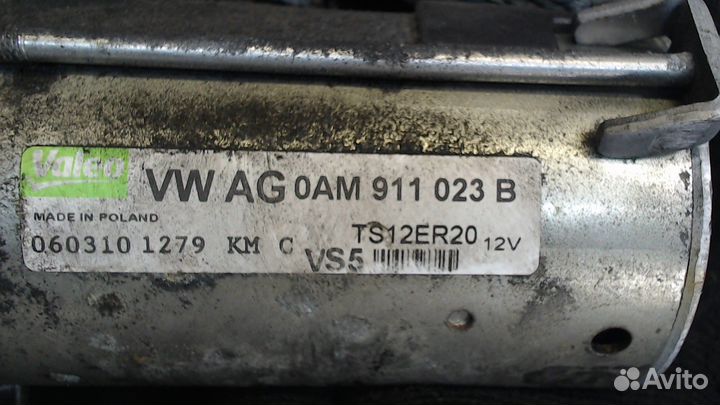 Valeo
VW AG 0AM 911 023 B
MADE IN POLAND
TS12ER20 12V
060310 1279 KM C
VS5
Avito